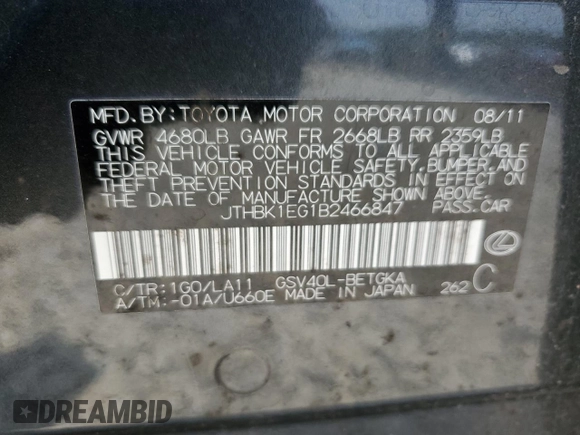 MFD. BY: TOYOTA MOTOR CORPORATION 08/11
GVWR 4680LB GAWR FR 2668LB RR 2359LB
THIS VEHICLE CONFORMS TO ALL APPLICABLE
FEDERAL MOTOR VEHICLE SAFETY, BUMPER, AND
THEFT PREVENTION STANDARDS IN EFFECT ON
THE DATE OF MANUFACTURE SHOWN ABOVE.
JTHBK1EG1B2466847 PASS. CAR
C/TR: 1G0/LA11 GSV40L-BETGKA
A/TM: -01A/U660E MADE IN JAPAN 262 C
DREAMBID